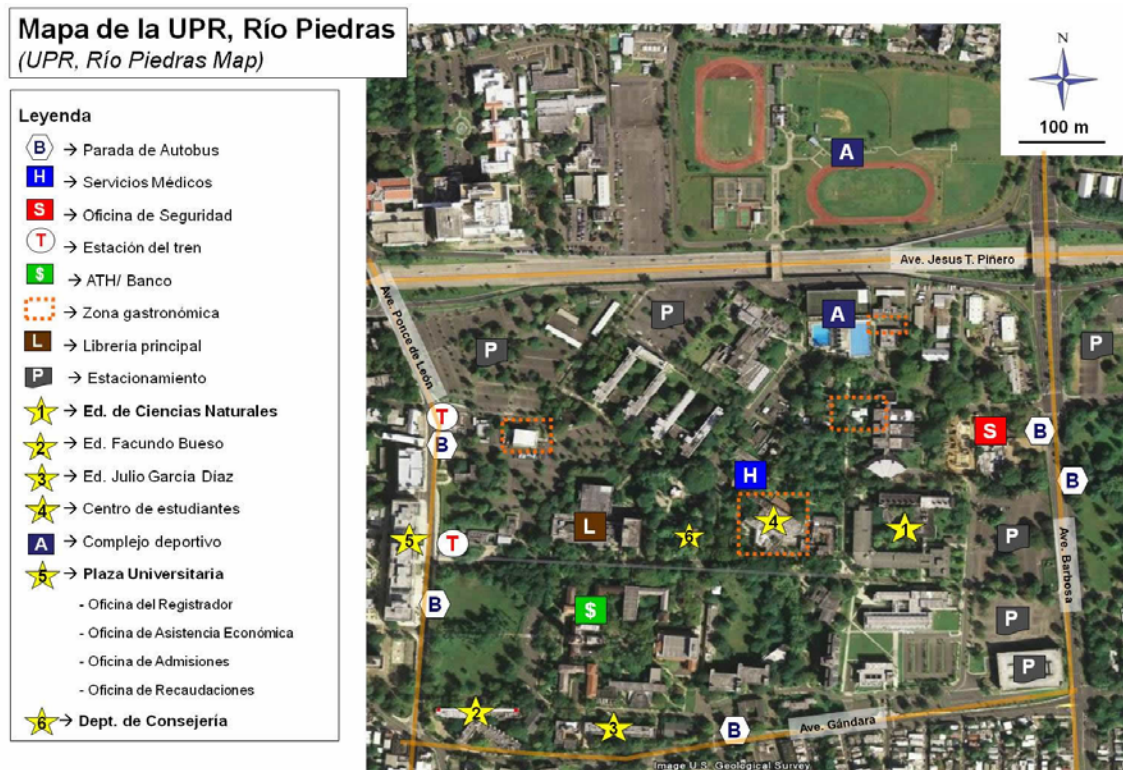 Mapa de la UPR, Río Piedras
(UPR, Río Piedras Map)
Leyenda
B → Parada de Autobus
H → Servicios Médicos
S → Oficina de Seguridad
T → Estación del tren
$ → ATH/ Banco
→ Zona gastronómica
L → Librería principal
P → Estacionamiento
1 → Ed. de Ciencias Naturales
2 → Ed. Facundo Bueso
3 → Ed. Julio García Díaz
4 → Centro de estudiantes
A → Complejo deportivo
5 → Plaza Universitaria
- Oficina del Registrador
- Oficina de Asistencia Económica
- Oficina de Admisiones
- Oficina de Recaudaciones
6 → Dept. de Consejería
N
100 m
A
Ave. Jesus T. Piñero
Ave. Ponce de León
P
A
P
P
T
B
S
B
H
B
L
6
4
1
5
T
P
Ave. Barbosa
B
$
P
P
2
3
B
Ave. Gándara
Image U.S. Geological Survey.